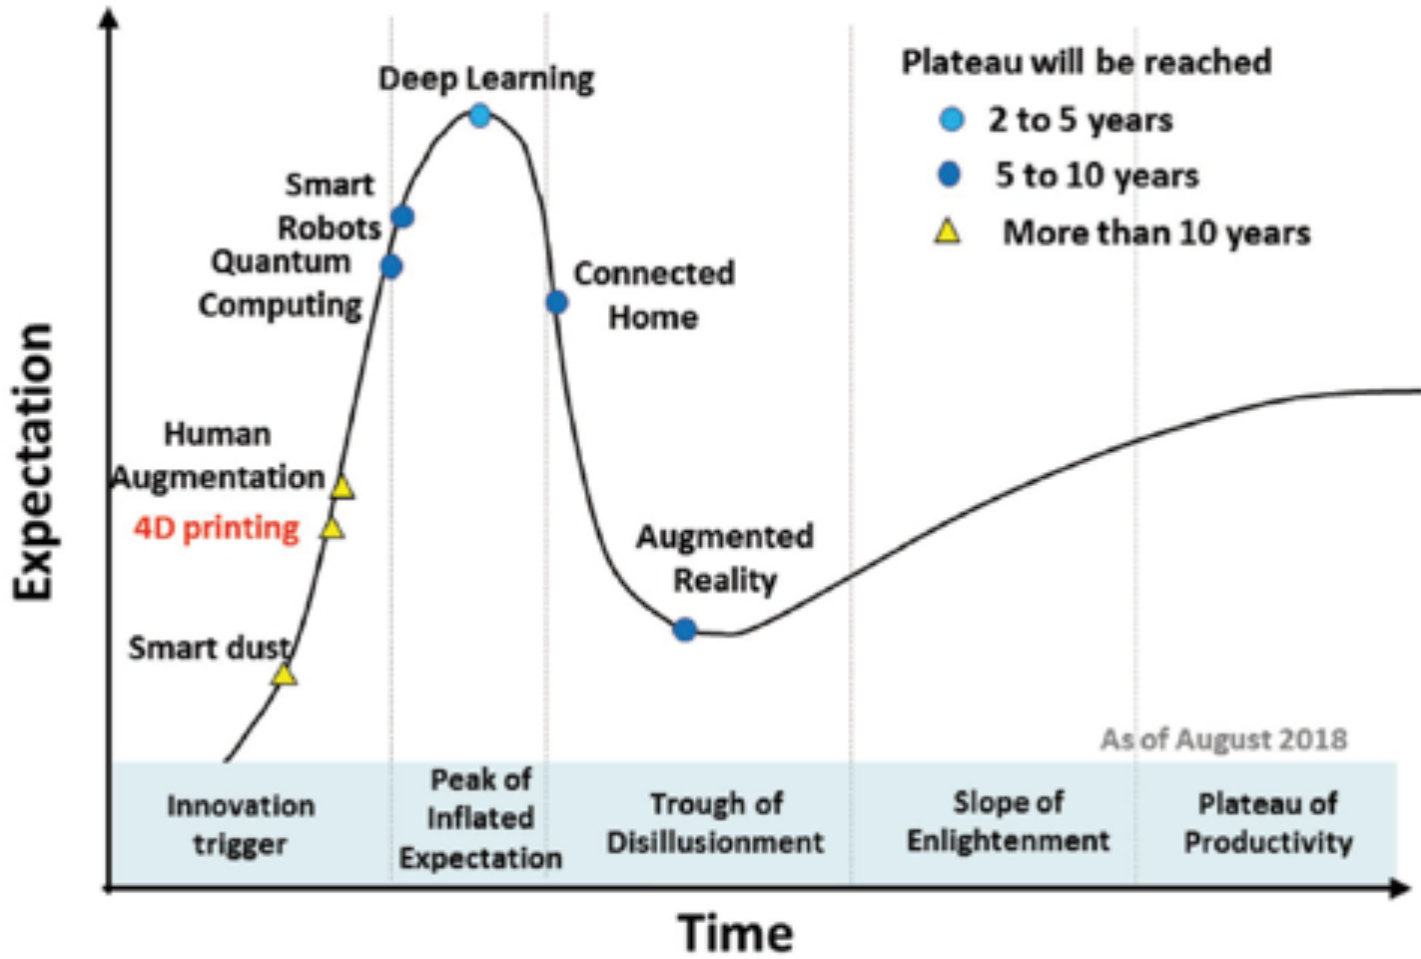 Deep Learning
Plateau will be reached
2 to 5 years
5 to 10 years
More than 10 years
Smart
Robots
Quantum
Computing
Connected
Home
Human
Augmentation
4D printing
Augmented
Reality
Smart dust
Expectation
As of August 2018
Innovation
trigger
Peak of
Inflated
Expectation
Trough of
Disillusionment
Slope of
Enlightenment
Plateau of
Productivity
Time